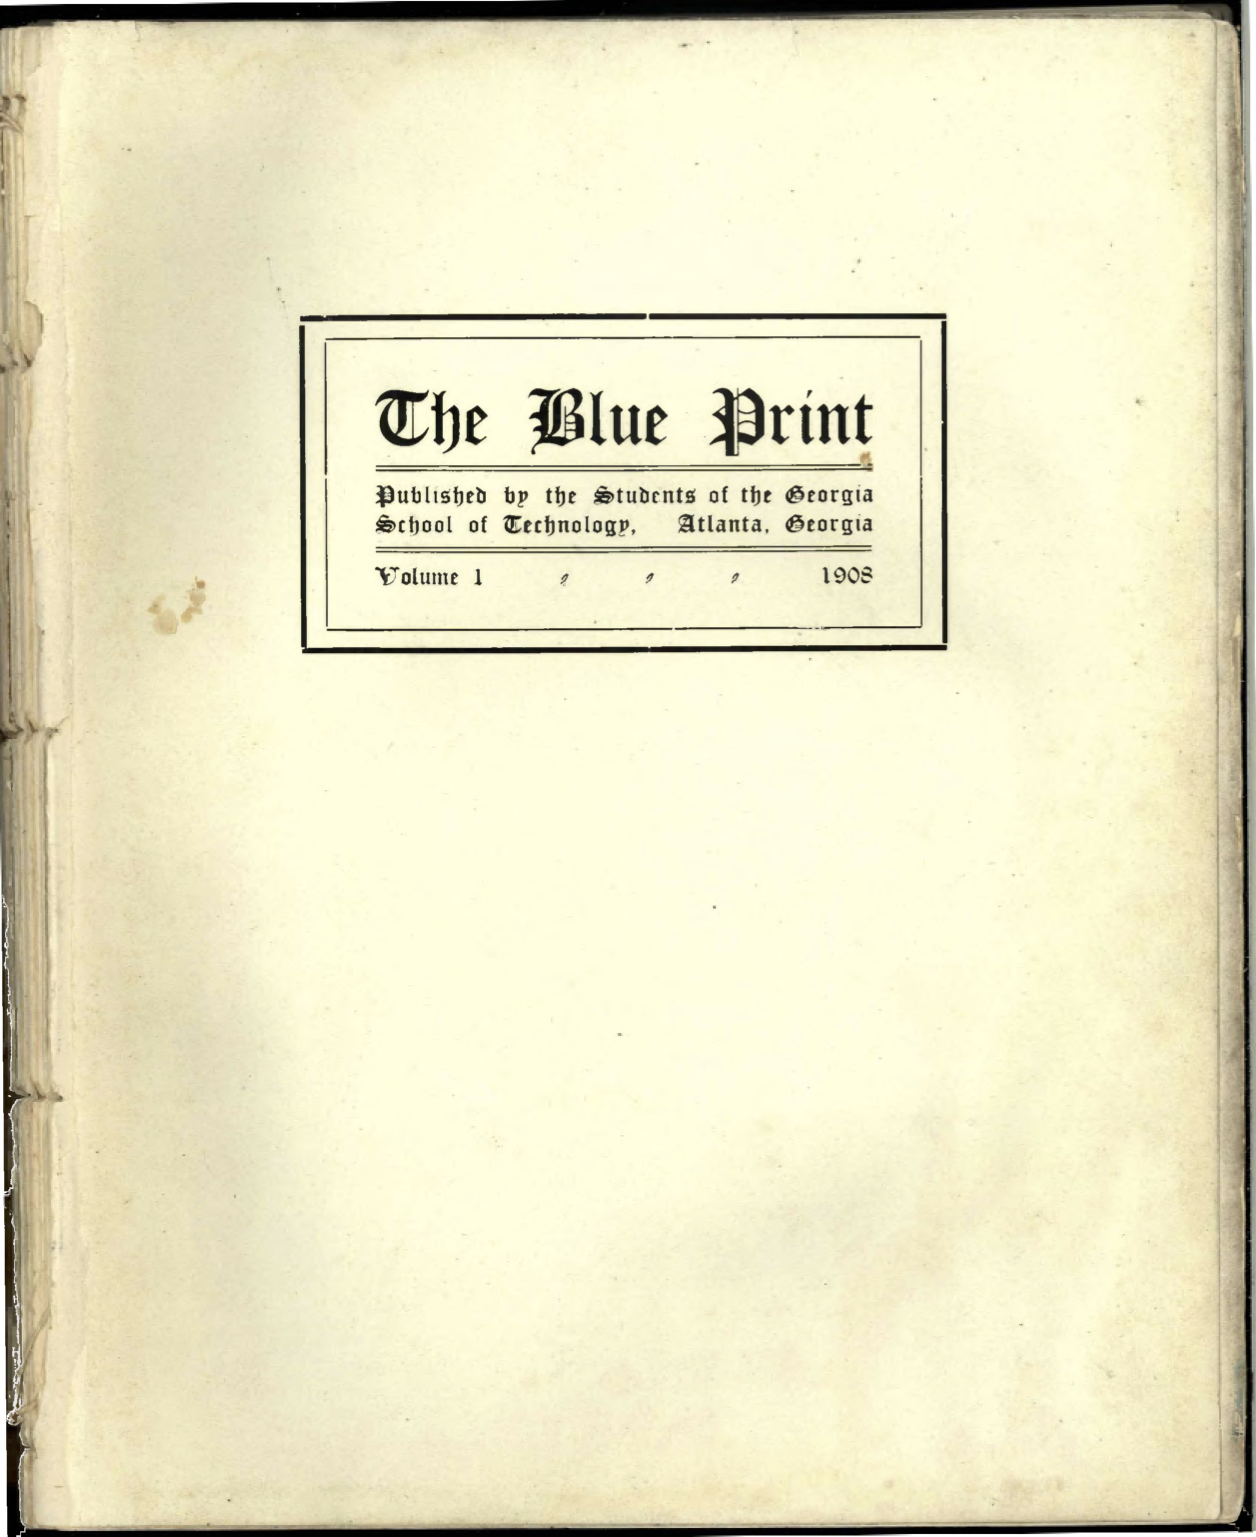 The Blue Print
Published by the Students of the Georgia
School of Technology, Atlanta, Georgia
Volume 1 , , , 1908